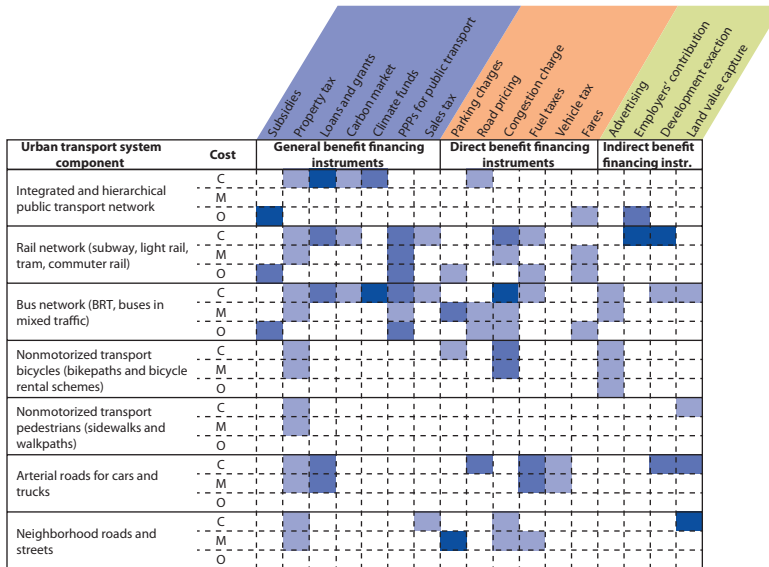 Subsidies
Property tax
Loans and grants
Carbon market
Climate funds
PPPs for public transport
Sales tax
Parking charges
Road pricing
Congestion charge
Fuel taxes
Vehicle tax
Fares
Advertising
Employers’ contribution
Development exaction
Land value capture
Urban transport system
component
Cost
General benefit financing
instruments
Direct benefit financing
instruments
Indirect benefit
financing instr.
Integrated and hierarchical
public transport network
C
M
O
Rail network (subway, light rail,
tram, commuter rail)
C
M
O
Bus network (BRT, buses in
mixed traffic)
C
M
O
Nonmotorized transport
bicycles (bikepaths and bicycle
rental schemes)
C
M
O
Nonmotorized transport
pedestrians (sidewalks and
walkpaths)
C
M
O
Arterial roads for cars and
trucks
C
M
O
Neighborhood roads and
streets
C
M
O